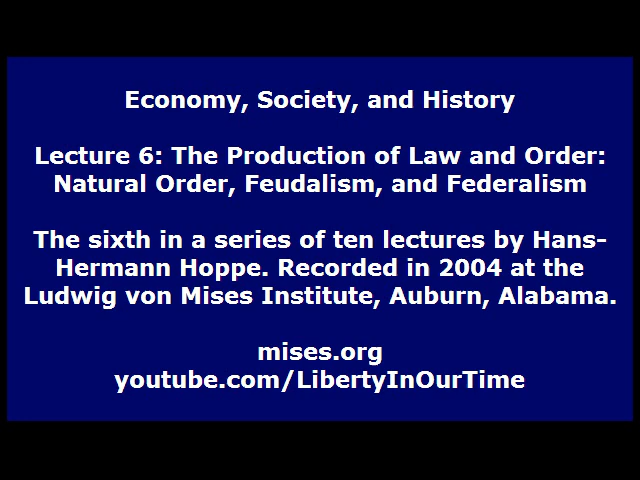 Economy, Society, and History
Lecture 6: The Production of Law and Order:
Natural Order, Feudalism, and Federalism
The sixth in a series of ten lectures by Hans-
Hermann Hoppe. Recorded in 2004 at the
Ludwig von Mises Institute, Auburn, Alabama.
mises.org
youtube.com/LibertyInOurTime